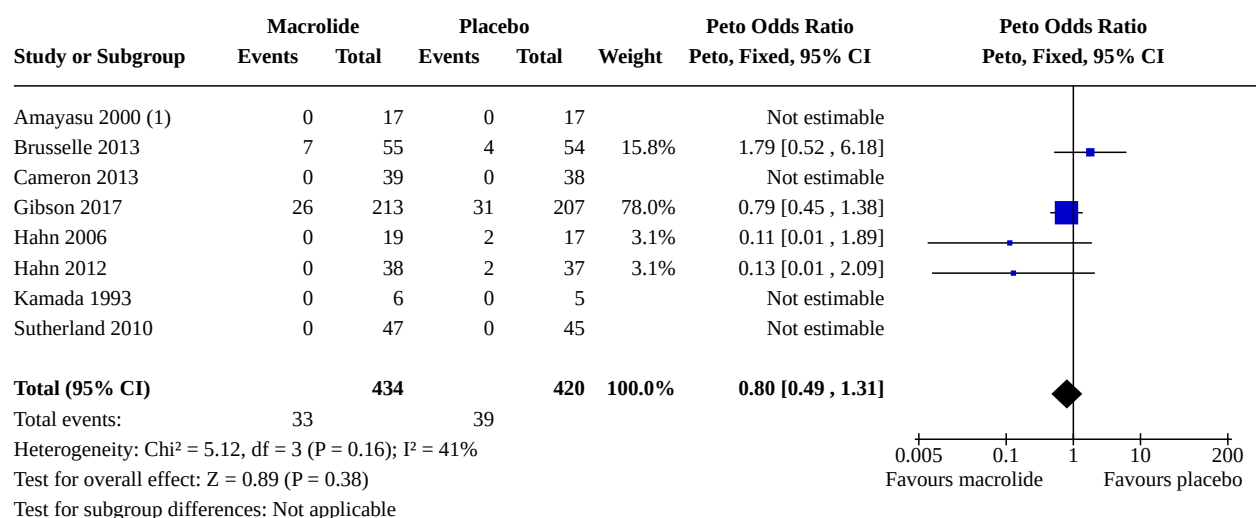 Macrolide Placebo Peto Odds Ratio Peto Odds Ratio
Study or Subgroup Events Total Events Total Weight Peto, Fixed, 95% CI Peto, Fixed, 95% CI
Amayasu 2000 (1) 0 17 0 17 Not estimable
Brusselle 2013 7 55 4 54 15.8% 1.79 [0.52 , 6.18]
Cameron 2013 0 39 0 38 Not estimable
Gibson 2017 26 213 31 207 78.0% 0.79 [0.45 , 1.38]
Hahn 2006 0 19 2 17 3.1% 0.11 [0.01 , 1.89]
Hahn 2012 0 38 2 37 3.1% 0.13 [0.01 , 2.09]
Kamada 1993 0 6 0 5 Not estimable
Sutherland 2010 0 47 0 45 Not estimable
Total (95% CI) 434 420 100.0% 0.80 [0.49 , 1.31]
Total events: 33 39
Heterogeneity: Chi² = 5.12, df = 3 (P = 0.16); I² = 41%
0.005 0.1 1 10 200
Test for overall effect: Z = 0.89 (P = 0.38) Favours macrolide Favours placebo
Test for subgroup differences: Not applicable